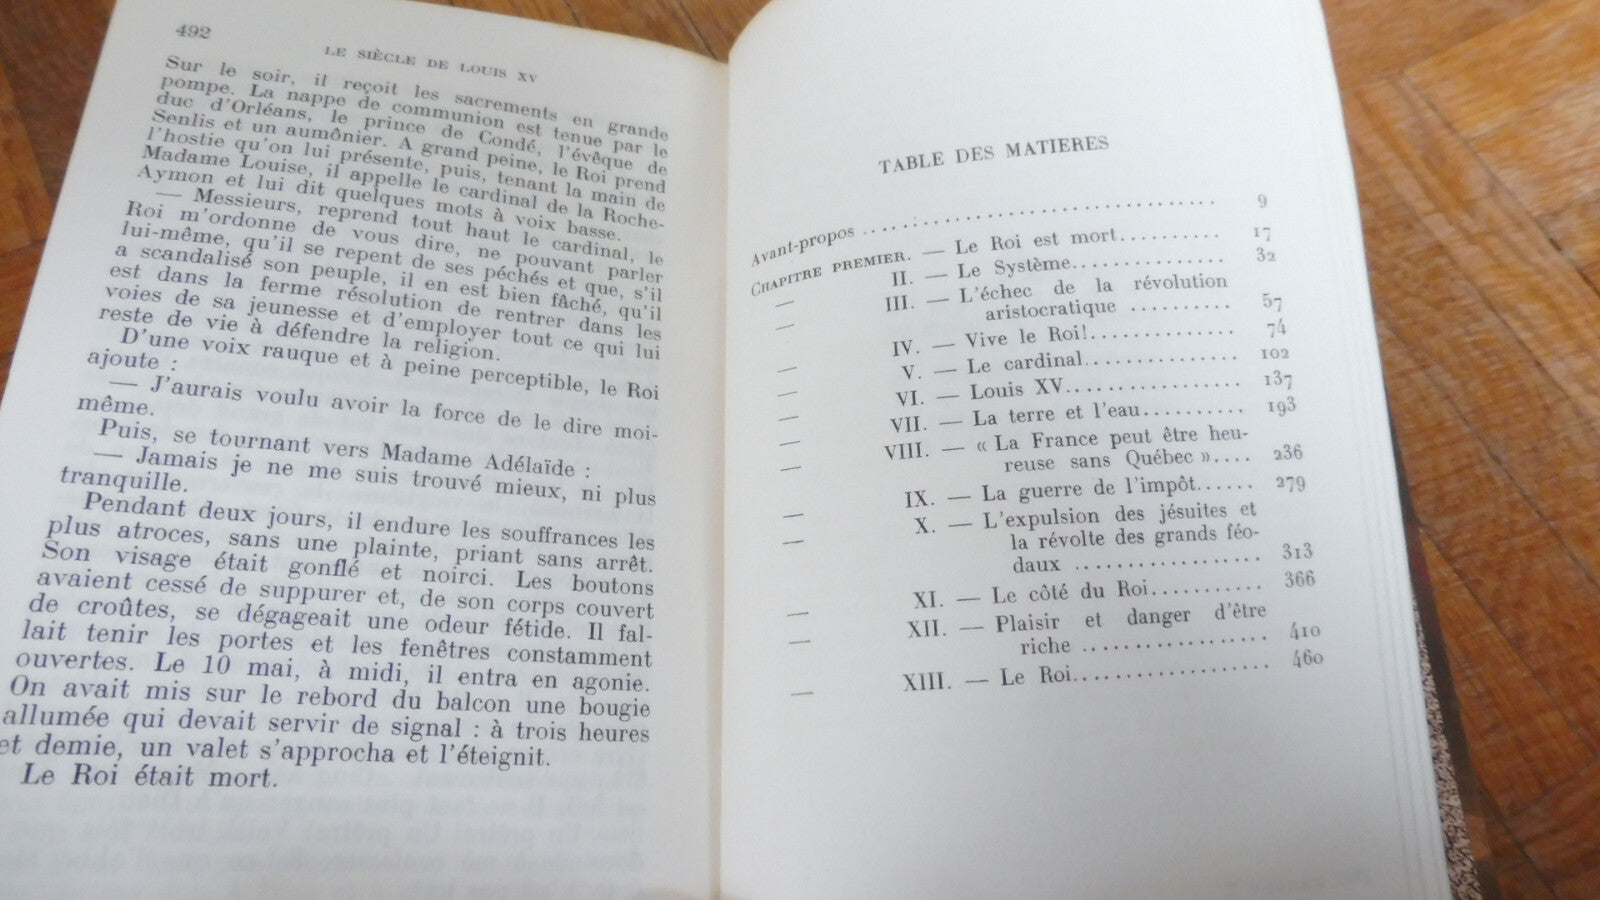 492
LE SIÈCLE DE LOUIS XV
Sur le soir, il reçoit les sacrements en grande
pompe. La nappe de communion est tenue par le
duc d'Orléans, le prince de Condé, l'évêque de
Senlis et un aumônier. A grand peine, le Roi prend
l'hostie qu'on lui présente, puis, tenant la main de
Madame Louise, il appelle le cardinal de la Roche-
Aymon et lui dit quelques mots à voix basse.
— Messieurs, reprend tout haut le cardinal, le
Roi m'ordonne de vous dire, ne pouvant parler
lui-même, qu'il se repent de ses péchés et que, s'il
a scandalisé son peuple, il en est bien fâché, qu'il
est dans la ferme résolution de rentrer dans les
voies de sa jeunesse et d'employer tout ce qui lui
reste de vie à défendre la religion.
D'une voix rauque et à peine perceptible, le Roi
ajoute :
— J'aurais voulu avoir la force de le dire moi-
même.
Puis, se tournant vers Madame Adélaïde :
— Jamais je ne me suis trouvé mieux, ni plus
tranquille.
Pendant deux jours, il endure les souffrances les
plus atroces, sans une plainte, priant sans arrêt.
Son visage était gonflé et noirci. Les boutons
avaient cessé de suppurer et, de son corps couvert
de croûtes, se dégageait une odeur fétide. Il fal-
lait tenir les portes et les fenêtres constamment
ouvertes. Le 10 mai, à midi, il entra en agonie.
On avait mis sur le rebord du balcon une bougie
allumée qui devait servir de signal : à trois heures
et demie, un valet s'approcha et l'éteignit.
Le Roi était mort.
TABLE DES MATIERES
Avant-propos .............................. 9
CHAPITRE PREMIER. — Le Roi est mort.......... 17
— II. — Le Système............... 32
— III. — L'échec de la révolution
aristocratique .......... 57
— IV. — Vive le Roi!.............. 74
— V. — Le cardinal............... 102
— VI. — Louis XV................. 137
— VII. — La terre et l'eau.......... 193
— VIII. — « La France peut être heu-
reuse sans Québec ».... 236
— IX. — La guerre de l'impôt...... 279
— X. — L'expulsion des jésuites et
la révolte des grands féo-
daux ................... 313
— XI. — Le côté du Roi........... 366
— XII. — Plaisir et danger d'être
riche .................. 410
— XIII. — Le Roi.................... 460